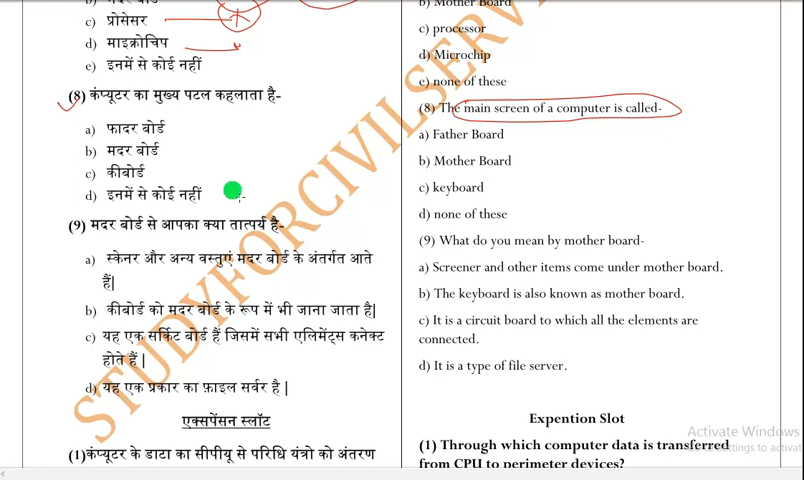 c) प्रोसेसर
d) माइक्रोचिप
e) इनमें से कोई नहीं
(8) कंप्यूटर का मुख्य पटल कहलाता है-
a) फादर बोर्ड
b) मदर बोर्ड
c) कीबोर्ड
d) इनमें से कोई नहीं
(9) मदर बोर्ड से आपका क्या तात्पर्य है-
a) स्केनर और अन्य वस्तुएं मदर बोर्ड के अंतर्गत आते
हैं|
b) कीबोर्ड को मदर बोर्ड के रूप में भी जाना जाता है|
c) यह एक सर्किट बोर्ड हैं जिसमें सभी एलिमेंट्स कनेक्ट
होते हैं |
d) यह एक प्रकार का फ़ाइल सर्वर है |
एक्सपेंसन स्लॉट
(1)कंप्यूटर के डाटा का सीपीयू से परिधि यंत्रो को अंतरण
b) Mother Board
c) processor
d) Microchip
e) none of these
(8) The main screen of a computer is called-
a) Father Board
b) Mother Board
c) keyboard
d) none of these
(9) What do you mean by mother board-
a) Screener and other items come under mother board.
b) The keyboard is also known as mother board.
c) It is a circuit board to which all the elements are
connected.
d) It is a type of file server.
Expention Slot
(1) Through which computer data is transferred
from CPU to perimeter devices?
STUDYFORCIVILSERVI
Activate Windows
Go to Settings to activat